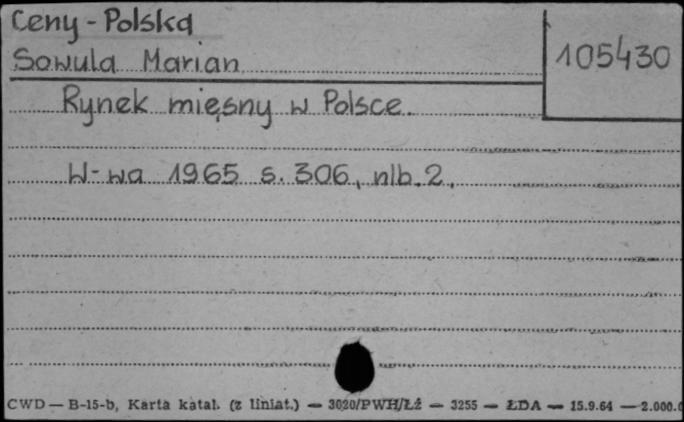 Ceny - Polska
Sowula Marian
105430
Rynek mięsny w Polsce.
W-wa 1965 s. 306, nlb. 2.
CWD — B-15-b, Karta katal. (z liniat.) — 3020/PWH/Łż — 3255 — ŁDA — 15.9.64 — 2.000.0